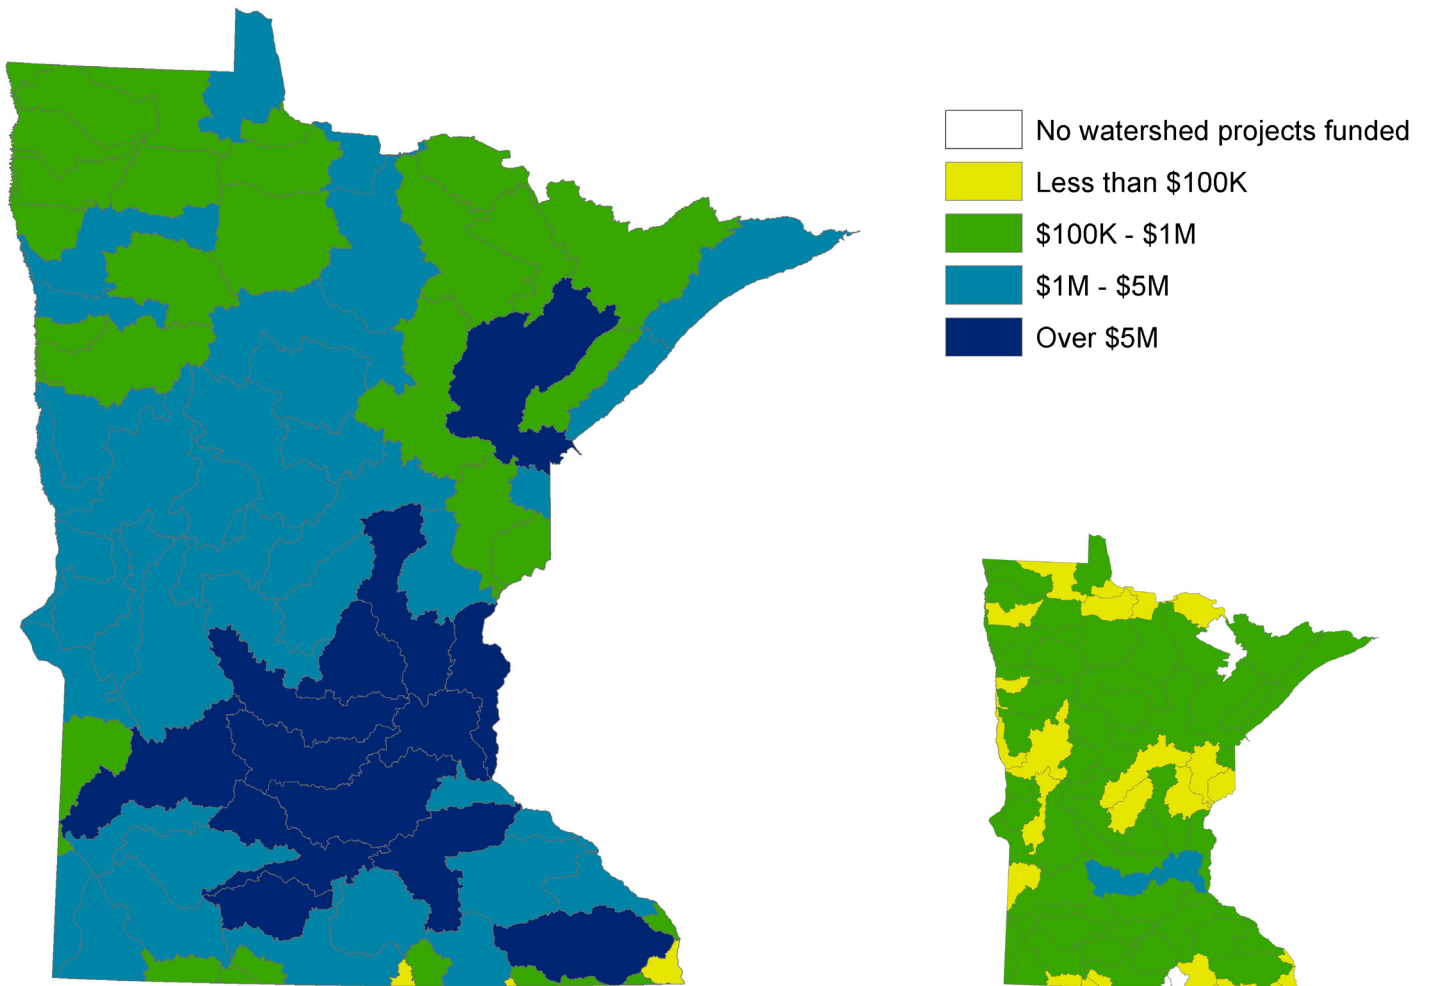 No watershed projects funded
Less than $100K
$100K - $1M
$1M - $5M
Over $5M